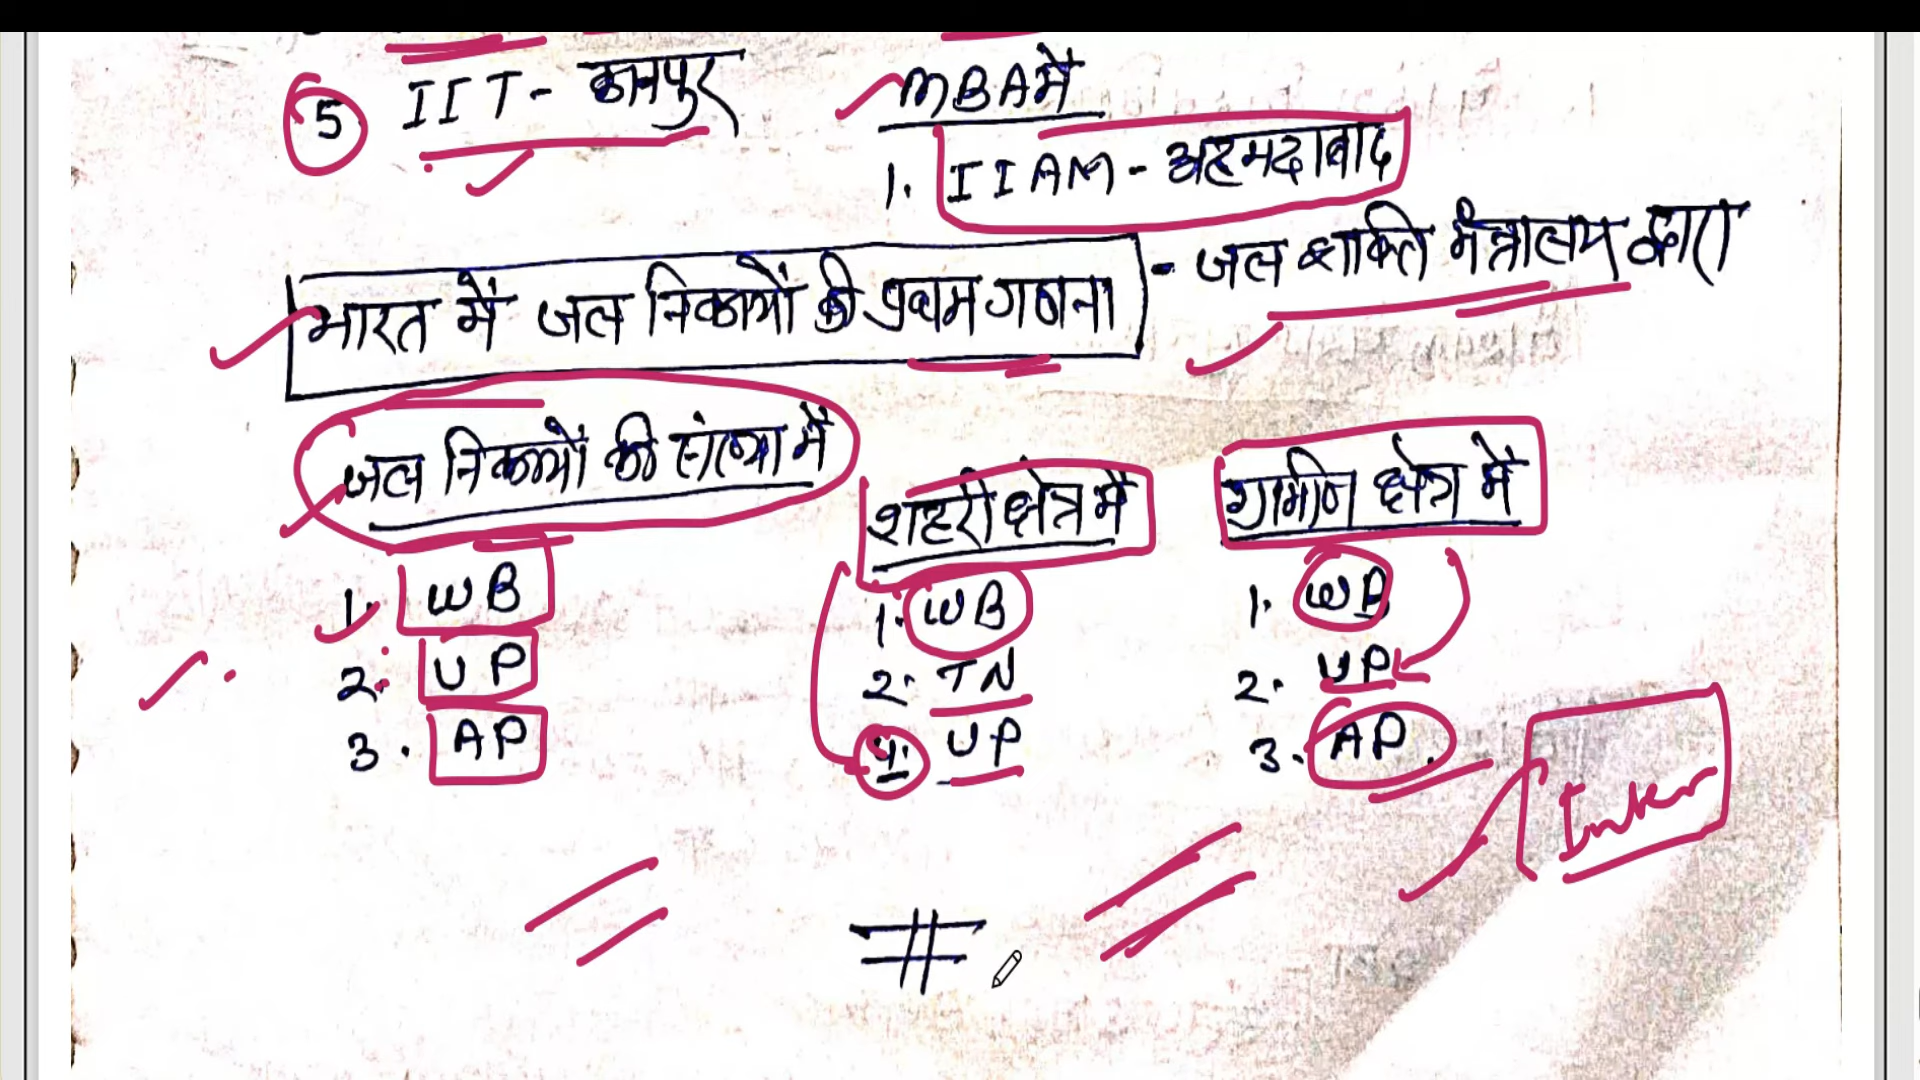 5 IIT - कानपुर
MBA में
1. IIAM - अहमदाबाद
भारत में जल निकायों की प्रथम गणना - जल शक्ति मंत्रालय द्वारा
जल निकायों की संख्या में
1. WB
2. UP
3. AP
शहरी क्षेत्र में
1. WB
2. TN
4. UP
ग्रामीण क्षेत्र में
1. WB
2. UP
3. AP
#